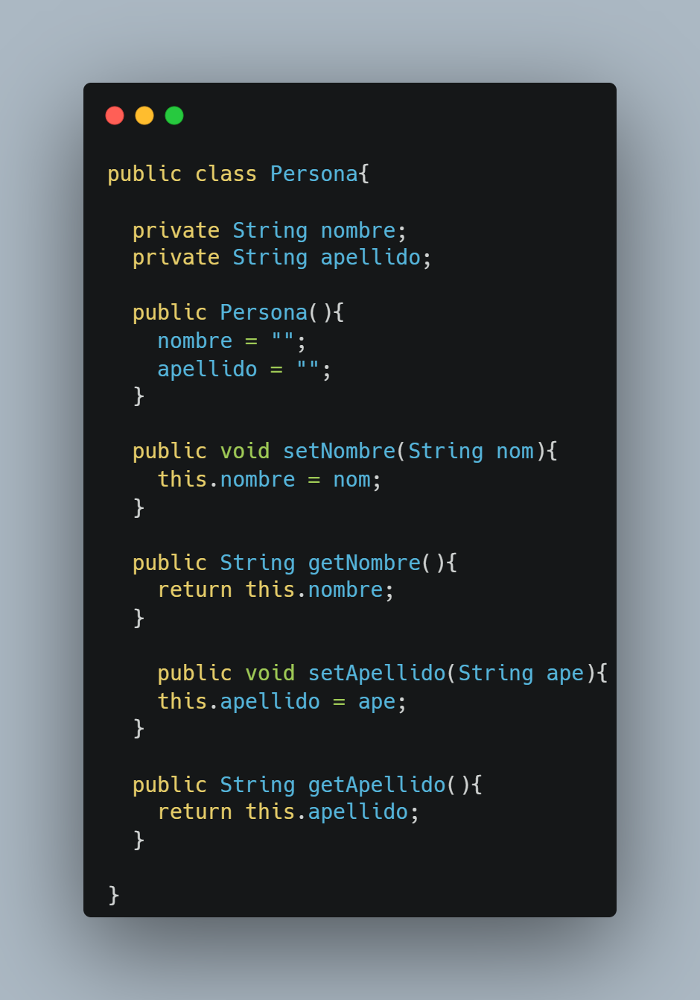 public class Persona{

  private String nombre;
  private String apellido;

  public Persona(){
    nombre = "";
    apellido = "";
  }

  public void setNombre(String nom){
    this.nombre = nom;
  }

  public String getNombre(){
    return this.nombre;
  }

    public void setApellido(String ape){
    this.apellido = ape;
  }

  public String getApellido(){
    return this.apellido;
  }

}